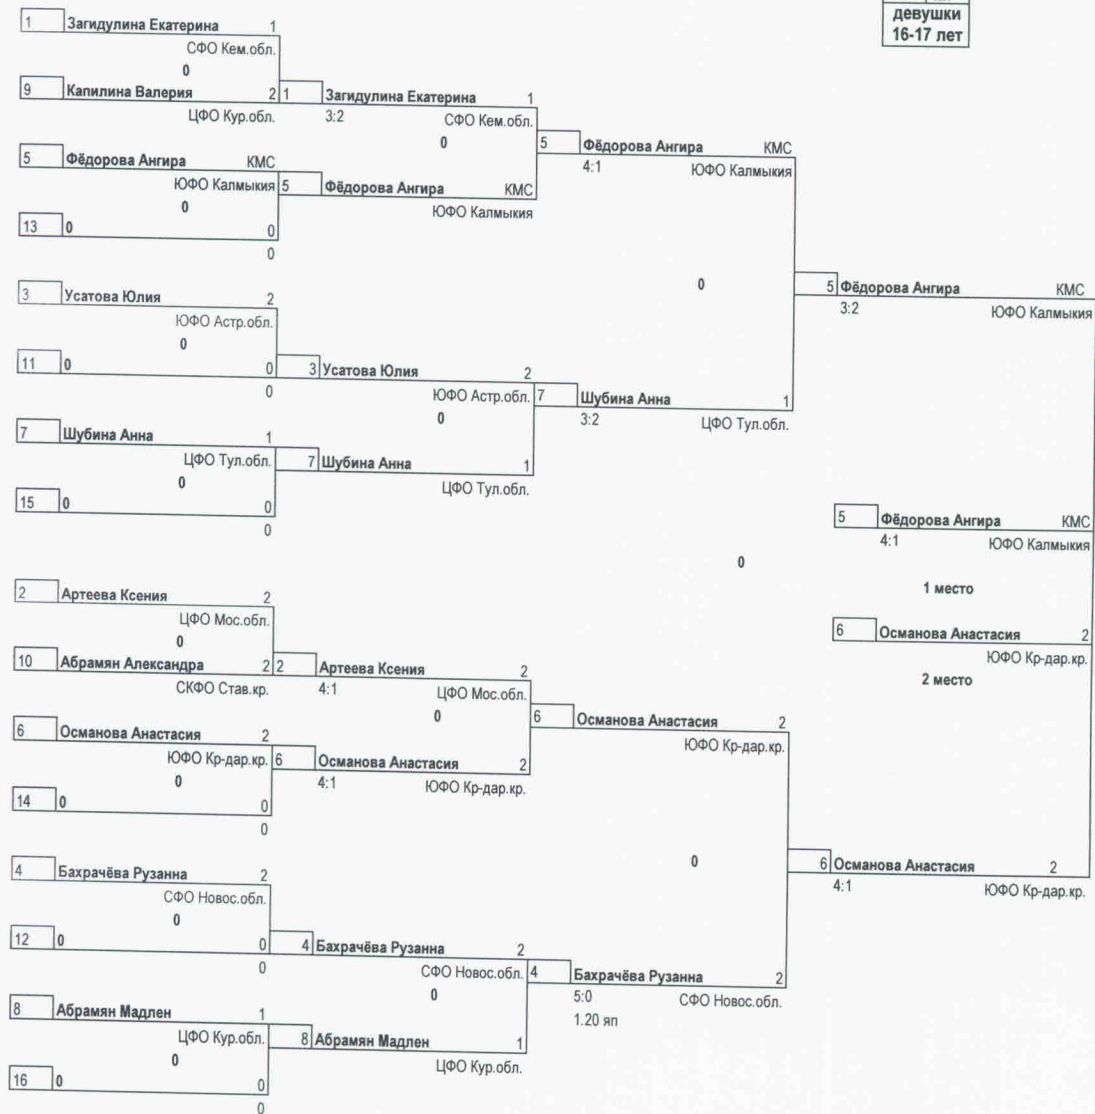 девушки
16-17 лет
1 Загидулина Екатерина 1
СФО Кем.обл.
0
9 Капилина Валерия 2
ЦФО Кур.обл.
1 Загидулина Екатерина 1
3:2 СФО Кем.обл.
0
5 Фёдорова Ангира КМС
ЮФО Калмыкия
0
13 0 0
0
5 Фёдорова Ангира КМС
ЮФО Калмыкия
5 Фёдорова Ангира КМС
4:1 ЮФО Калмыкия
0
3 Усатова Юлия 2
ЮФО Астр.обл.
0
11 0 0
0
3 Усатова Юлия 2
ЮФО Астр.обл.
0
7 Шубина Анна 1
ЦФО Тул.обл.
0
15 0 0
0
7 Шубина Анна 1
ЦФО Тул.обл.
7 Шубина Анна 1
3:2 ЦФО Тул.обл.
5 Фёдорова Ангира КМС
3:2 ЮФО Калмыкия
5 Фёдорова Ангира КМС
4:1 ЮФО Калмыкия
0
1 место
6 Османова Анастасия 2
ЮФО Кр-дар.кр.
2 место
2 Артеева Ксения 2
ЦФО Мос.обл.
0
10 Абрамян Александра 2
СКФО Став.кр.
2 Артеева Ксения 2
4:1 ЦФО Мос.обл.
0
6 Османова Анастасия 2
ЮФО Кр-дар.кр.
0
14 0 0
0
6 Османова Анастасия 2
4:1 ЮФО Кр-дар.кр.
6 Османова Анастасия 2
ЮФО Кр-дар.кр.
0
4 Бахрачёва Рузанна 2
СФО Новос.обл.
0
12 0 0
0
4 Бахрачёва Рузанна 2
СФО Новос.обл.
0
8 Абрамян Мадлен 1
ЦФО Кур.обл.
0
16 0 0
0
8 Абрамян Мадлен 1
ЦФО Кур.обл.
4 Бахрачёва Рузанна 2
5:0 СФО Новос.обл.
1.20 яп
6 Османова Анастасия 2
4:1 ЮФО Кр-дар.кр.